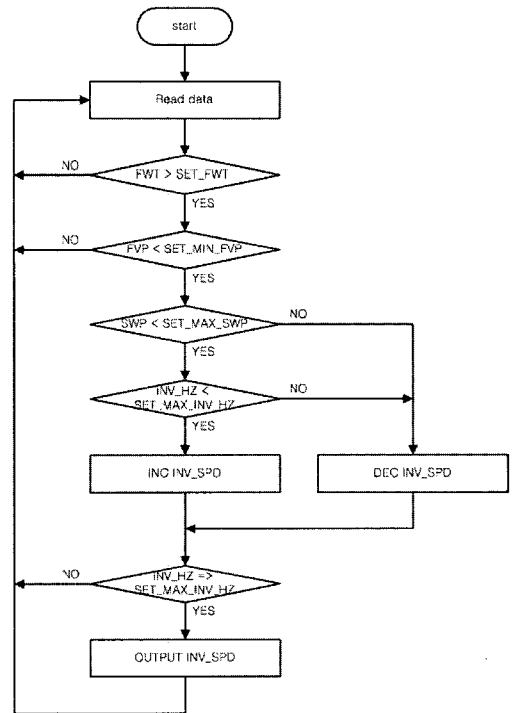 start
Read data
NO
FWT > SET_FWT
YES
NO
FVP < SET_MIN_FVP
YES
SWP < SET_MAX_SWP
NO
YES
INV_HZ <
SET_MAX_INV_HZ
NO
YES
INC INV_SPD
DEC INV_SPD
NO
INV_HZ =>
SET_MAX_INV_HZ
YES
OUTPUT INV_SPD